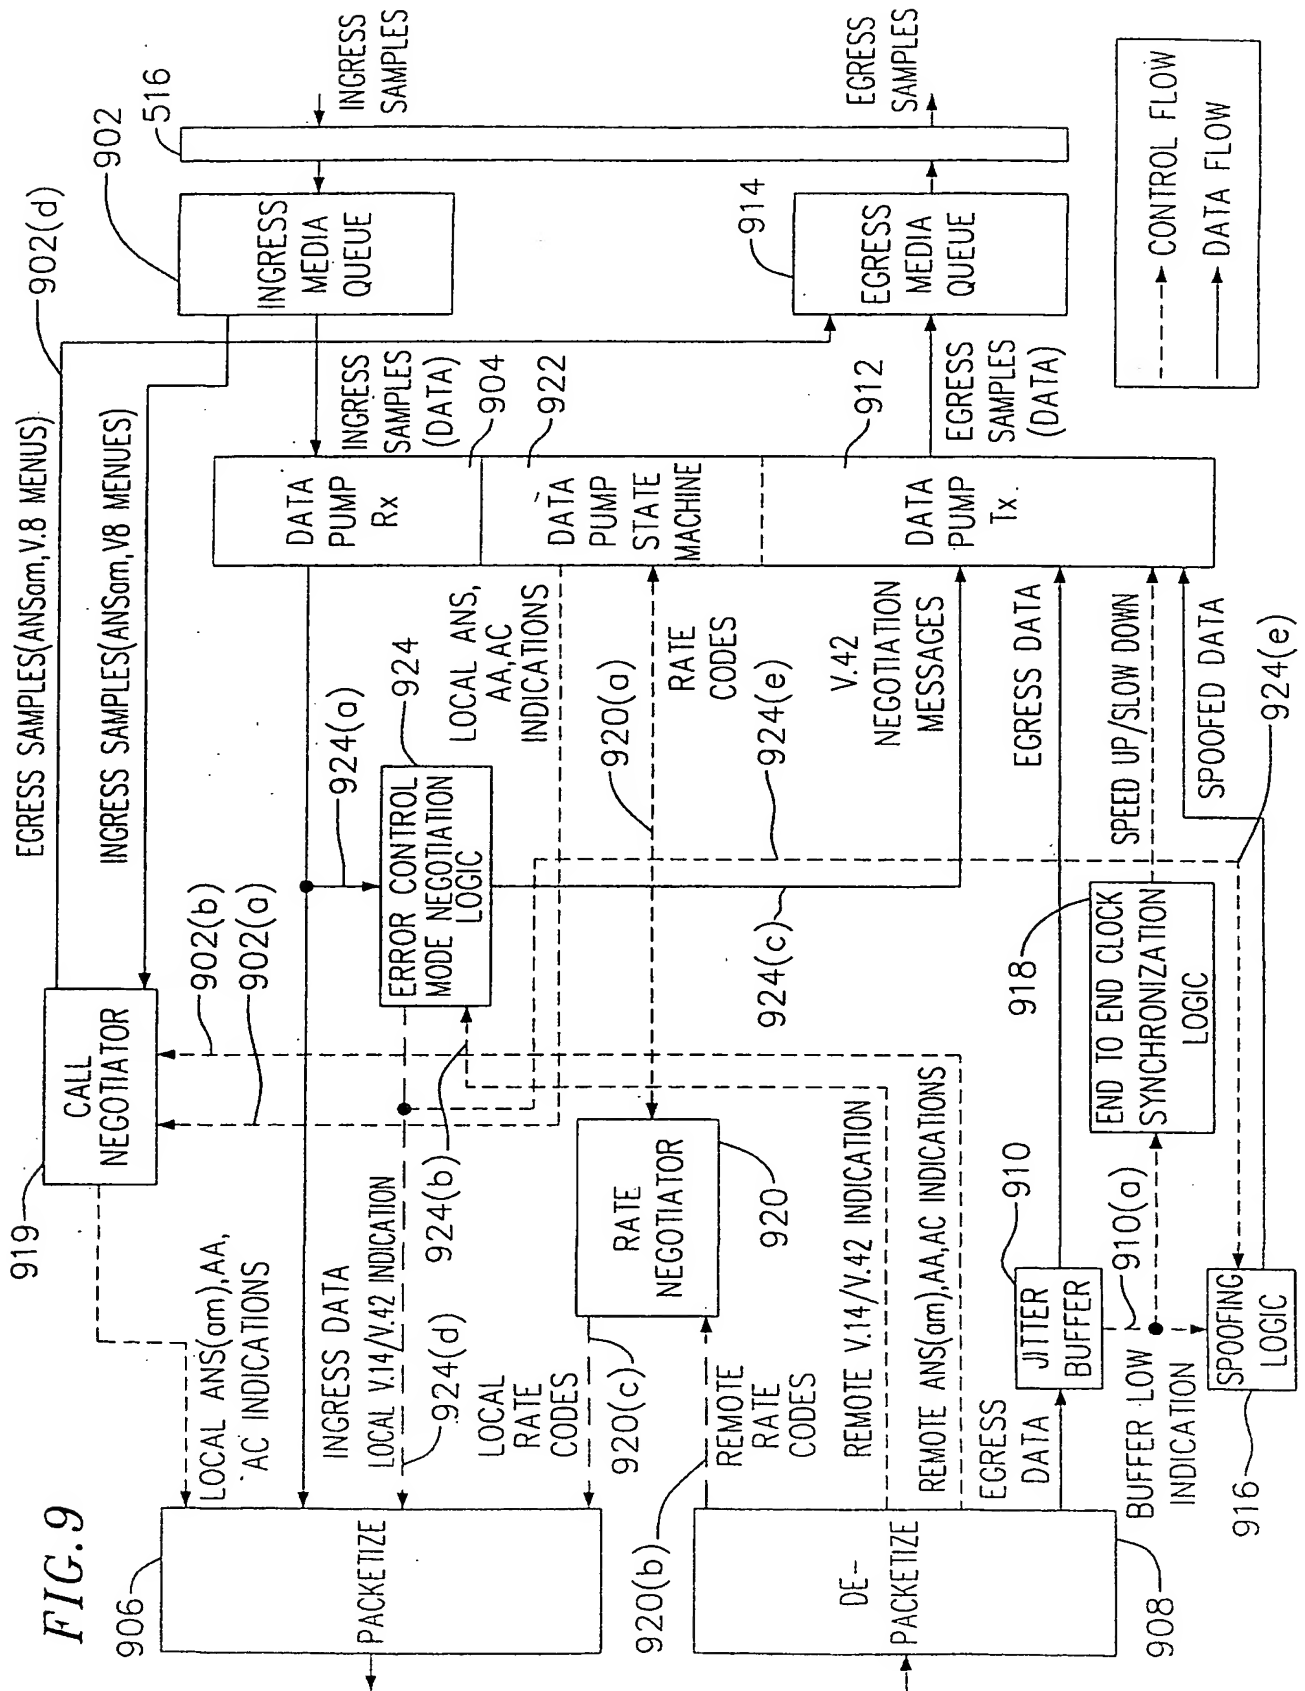 FIG.9
906
PACKETIZE
DE-
PACKETIZE
908
919
CALL
NEGOTIATOR
902(b)
902(a)
EGRESS SAMPLES(ANSam,V.8 MENUS)
INGRESS SAMPLES(ANSam,V8 MENUES)
902(d)
902
516
INGRESS
MEDIA
QUEUE
INGRESS
SAMPLES
INGRESS
SAMPLES
(DATA)
904
922
912
DATA
PUMP
Rx
DATA
PUMP
STATE
MACHINE
DATA
PUMP
Tx
914
EGRESS
MEDIA
QUEUE
EGRESS
SAMPLES
EGRESS
SAMPLES
(DATA)
LOCAL ANS(am),AA,
AC INDICATIONS
INGRESS DATA
LOCAL V.14/V.42 INDICATION
924(d)
924(b)
924(a)
924
ERROR CONTROL
MODE NEGOTIATION
LOGIC
LOCAL ANS,
AA,AC
INDICATIONS
920(a)
RATE
CODES
924(e)
924(c)
V.42
NEGOTIATION
MESSAGES
LOCAL
RATE
CODES
920(c)
RATE
NEGOTIATOR
920
920(b)
REMOTE
RATE
CODES
REMOTE V.14/V.42 INDICATION
REMOTE ANS(am),AA,AC INDICATIONS
EGRESS
DATA
910
JITTER
BUFFER
EGRESS DATA
BUFFER LOW
INDICATION
910(a)
918
END TO END CLOCK
SYNCHRONIZATION
LOGIC
SPEED UP/SLOW DOWN
916
SPOOFING
LOGIC
SPOOFED DATA
924(e)
CONTROL FLOW
DATA FLOW